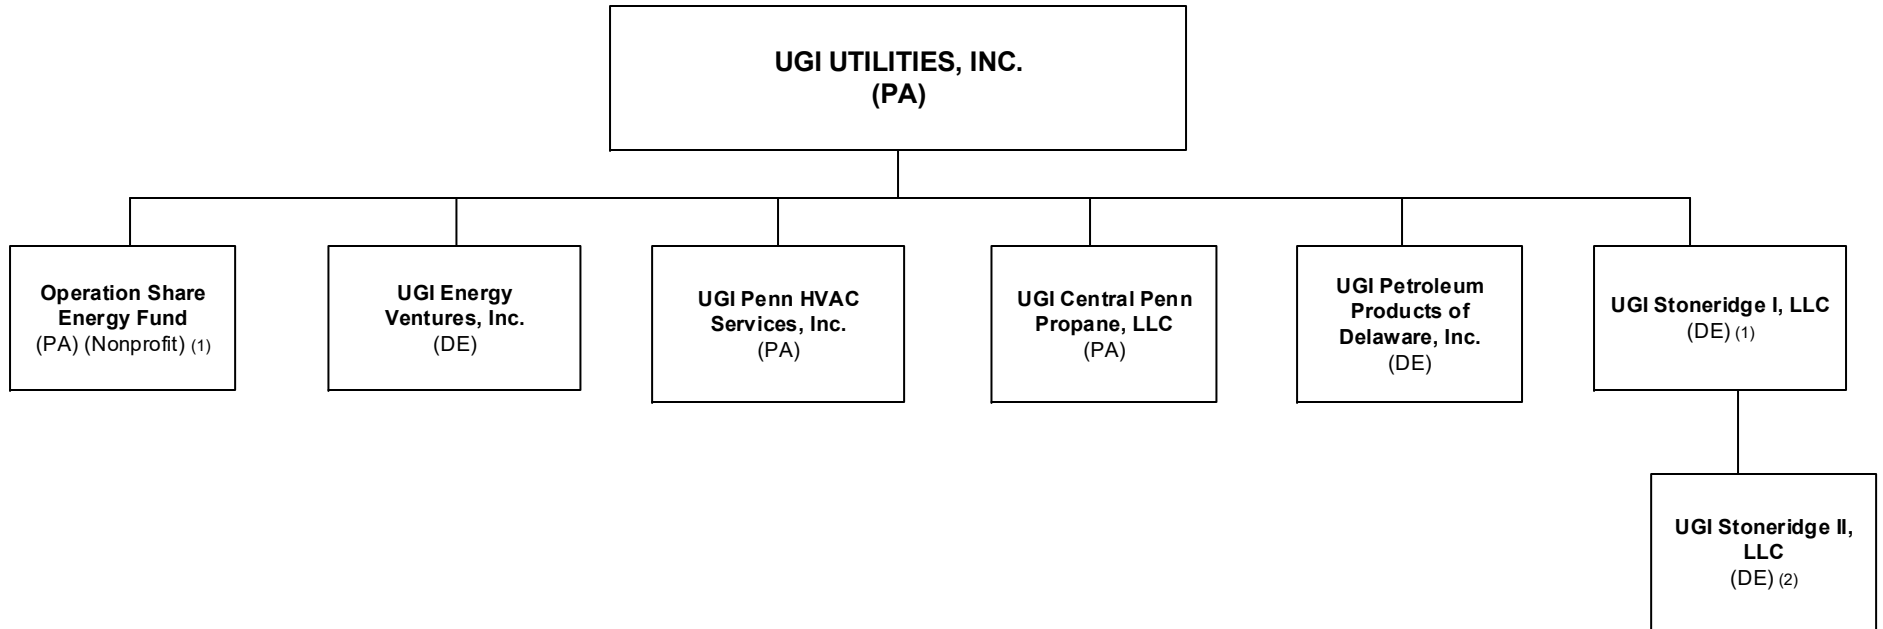 UGI UTILITIES, INC.
(PA)
Operation Share
Energy Fund
(PA) (Nonprofit) (1)
UGI Energy
Ventures, Inc.
(DE)
UGI Penn HVAC
Services, Inc.
(PA)
UGI Central Penn
Propane, LLC
(PA)
UGI Petroleum
Products of
Delaware, Inc.
(DE)
UGI Stoneridge I, LLC
(DE) (1)
UGI Stoneridge II,
LLC
(DE) (2)